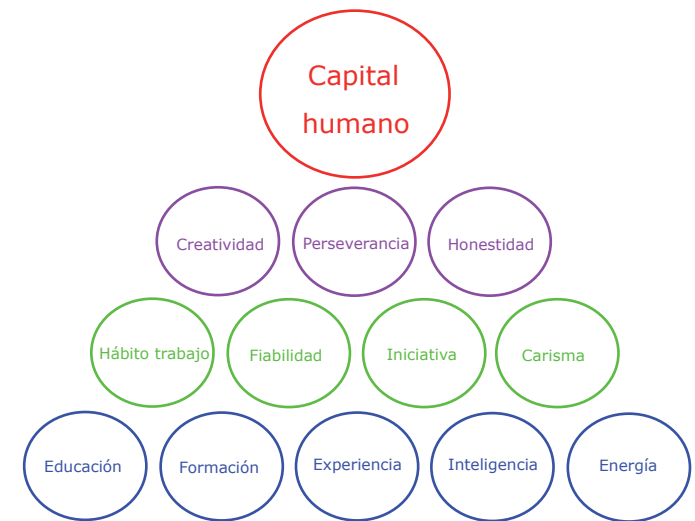 Capital
humano
Creatividad
Perseverancia
Honestidad
Hábito trabajo
Fiabilidad
Iniciativa
Carisma
Educación
Formación
Experiencia
Inteligencia
Energía